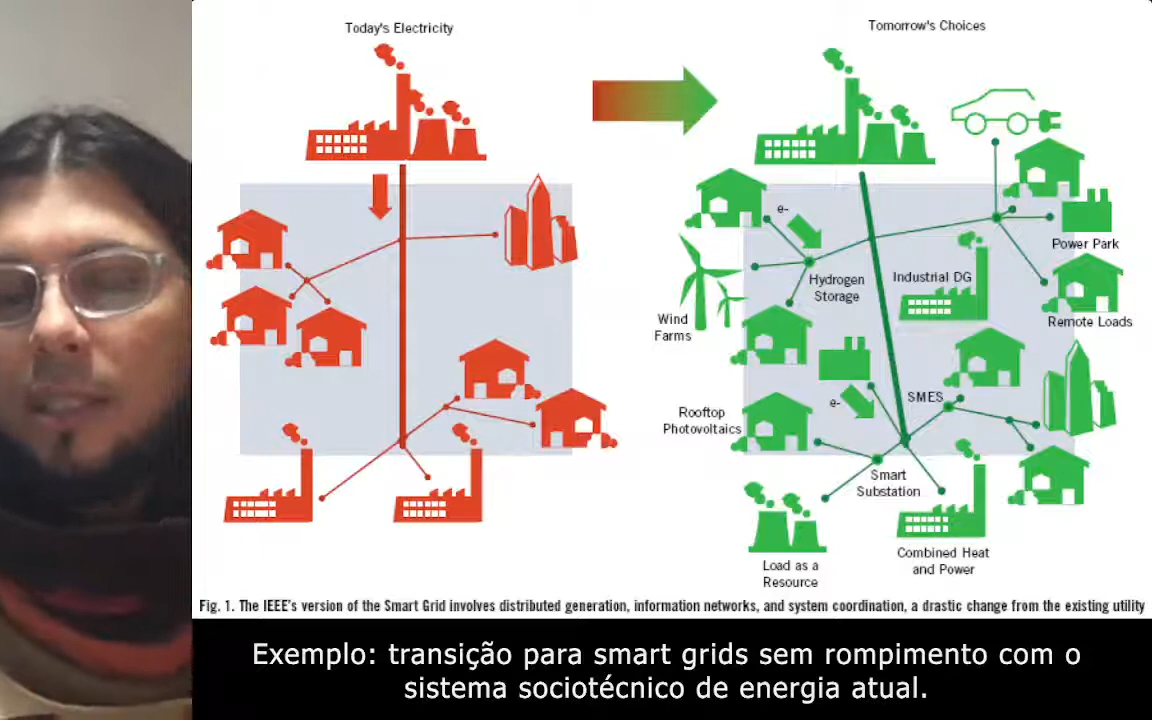 Today's Electricity
Tomorrow's Choices
e-
Power Park
Hydrogen
Storage
Industrial DG
Wind
Farms
Remote Loads
SMES
e-
Rooftop
Photovoltaics
Smart
Substation
Combined Heat
and Power
Load as a
Resource
Fig. 1. The IEEE's version of the Smart Grid involves distributed generation, information networks, and system coordination, a drastic change from the existing utility
Exemplo: transição para smart grids sem rompimento com o
sistema sociotécnico de energia atual.